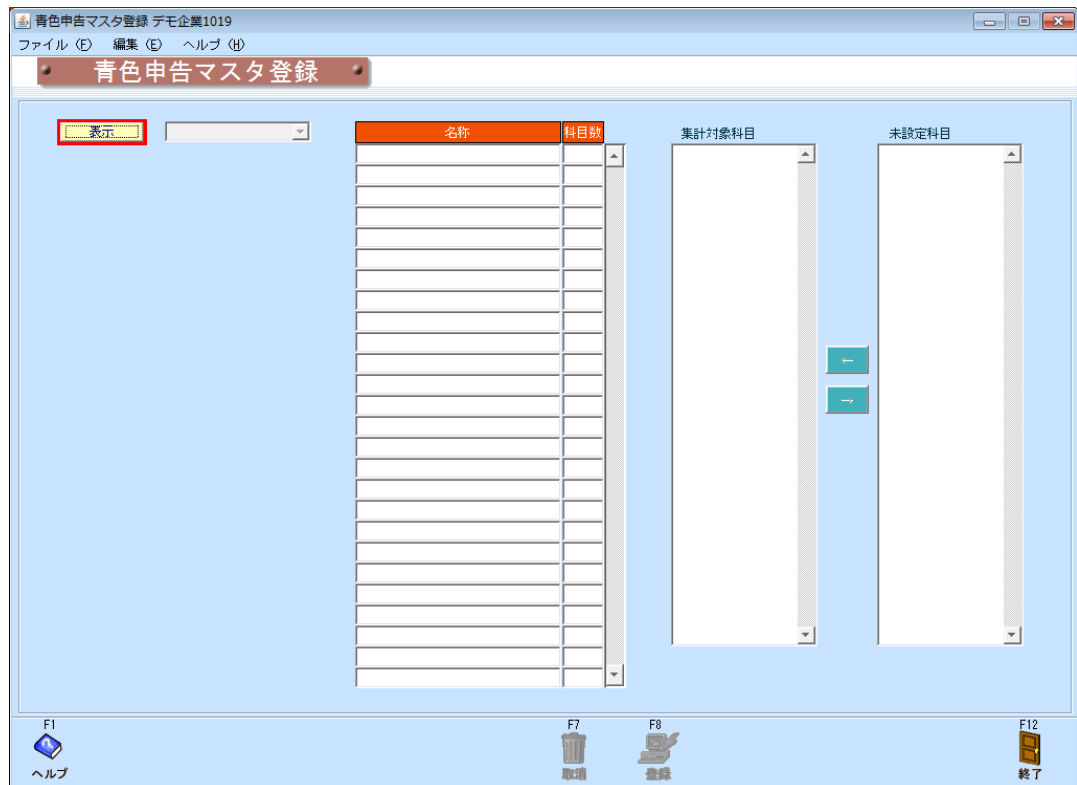 青色申告マスタ登録 デモ企業1019
ファイル (F) 編集 (E) ヘルプ (H)
青色申告マスタ登録
表示
名称 科目数
集計対象科目
未設定科目
←
→
F1 F7 F8 F12
ヘルプ 取消 登録 終了